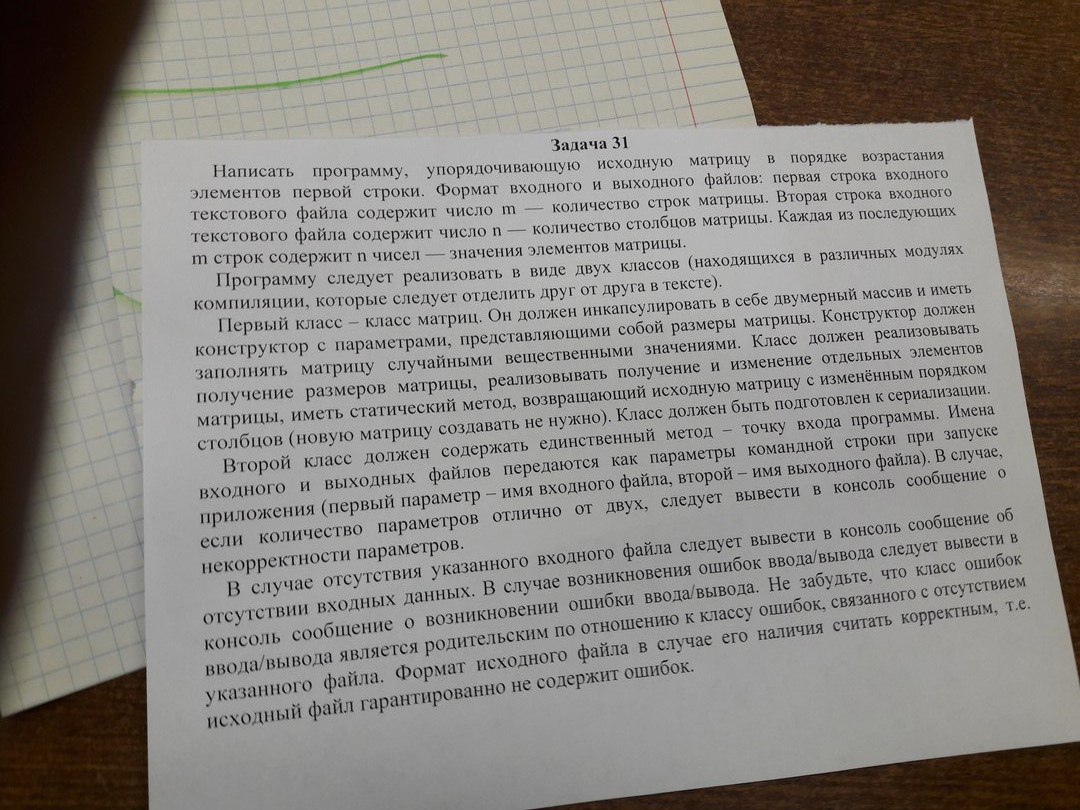 Задача 31
Написать программу, упорядочивающую исходную матрицу в порядке возрастания
элементов первой строки. Формат входного и выходного файлов: первая строка входного
текстового файла содержит число m — количество строк матрицы. Вторая строка входного
текстового файла содержит число n — количество столбцов матрицы. Каждая из последующих
m строк содержит n чисел — значения элементов матрицы.
Программу следует реализовать в виде двух классов (находящихся в различных модулях
компиляции, которые следует отделить друг от друга в тексте).
Первый класс – класс матриц. Он должен инкапсулировать в себе двумерный массив и иметь
конструктор с параметрами, представляющими собой размеры матрицы. Конструктор должен
заполнять матрицу случайными вещественными значениями. Класс должен реализовывать
получение размеров матрицы, реализовывать получение и изменение отдельных элементов
матрицы, иметь статический метод, возвращающий исходную матрицу с изменённым порядком
столбцов (новую матрицу создавать не нужно). Класс должен быть подготовлен к сериализации.
Второй класс должен содержать единственный метод – точку входа программы. Имена
входного и выходных файлов передаются как параметры командной строки при запуске
приложения (первый параметр – имя входного файла, второй – имя выходного файла). В случае,
если количество параметров отлично от двух, следует вывести в консоль сообщение о
некорректности параметров.
В случае отсутствия указанного входного файла следует вывести в консоль сообщение об
отсутствии входных данных. В случае возникновения ошибок ввода/вывода следует вывести в
консоль сообщение о возникновении ошибки ввода/вывода. Не забудьте, что класс ошибок
ввода/вывода является родительским по отношению к классу ошибок, связанного с отсутствием
указанного файла. Формат исходного файла в случае его наличия считать корректным, т.е.
исходный файл гарантированно не содержит ошибок.